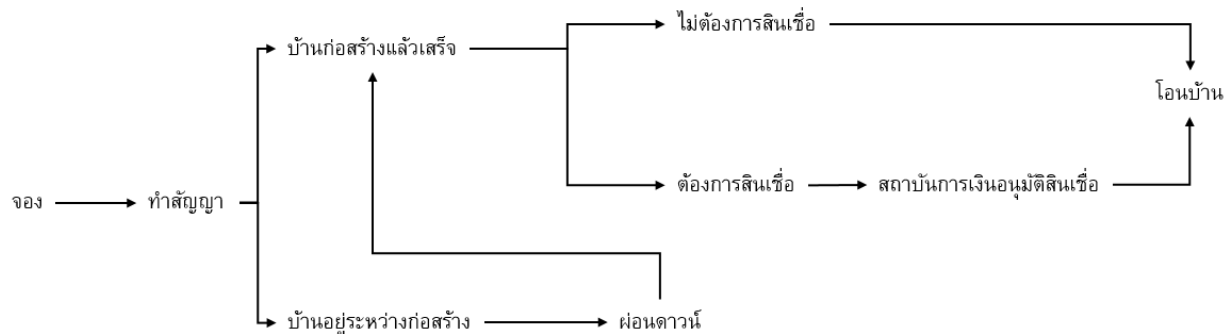 ไม่ต้องการสินเชื่อ
บ้านก่อสร้างแล้วเสร็จ
โอนบ้าน
ต้องการสินเชื่อ
สถาบันการเงินอนุมัติสินเชื่อ
จอง
ทำสัญญา
บ้านอยู่ระหว่างก่อสร้าง
ผ่อนดาวน์